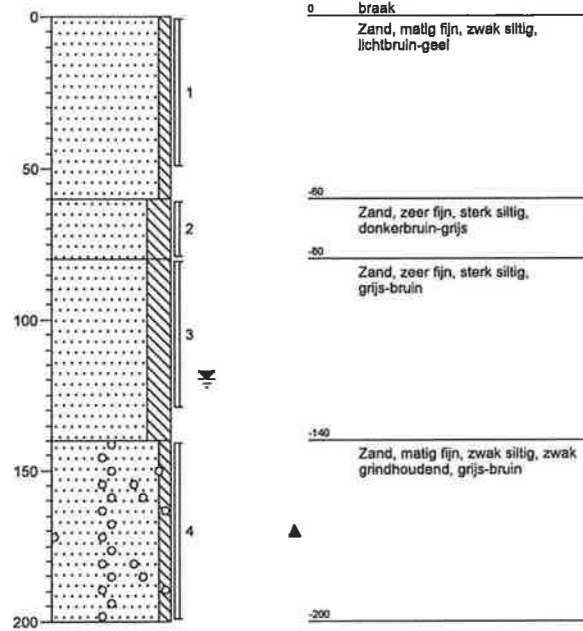 0
50
100
150
200
1
2
3
4
0 braak
Zand, matig fijn, zwak siltig,
lichtbruin-geel
-60
Zand, zeer fijn, sterk siltig,
donkerbruin-grijs
-80
Zand, zeer fijn, sterk siltig,
grijs-bruin
-140
Zand, matig fijn, zwak siltig, zwak
grindhoudend, grijs-bruin
-200